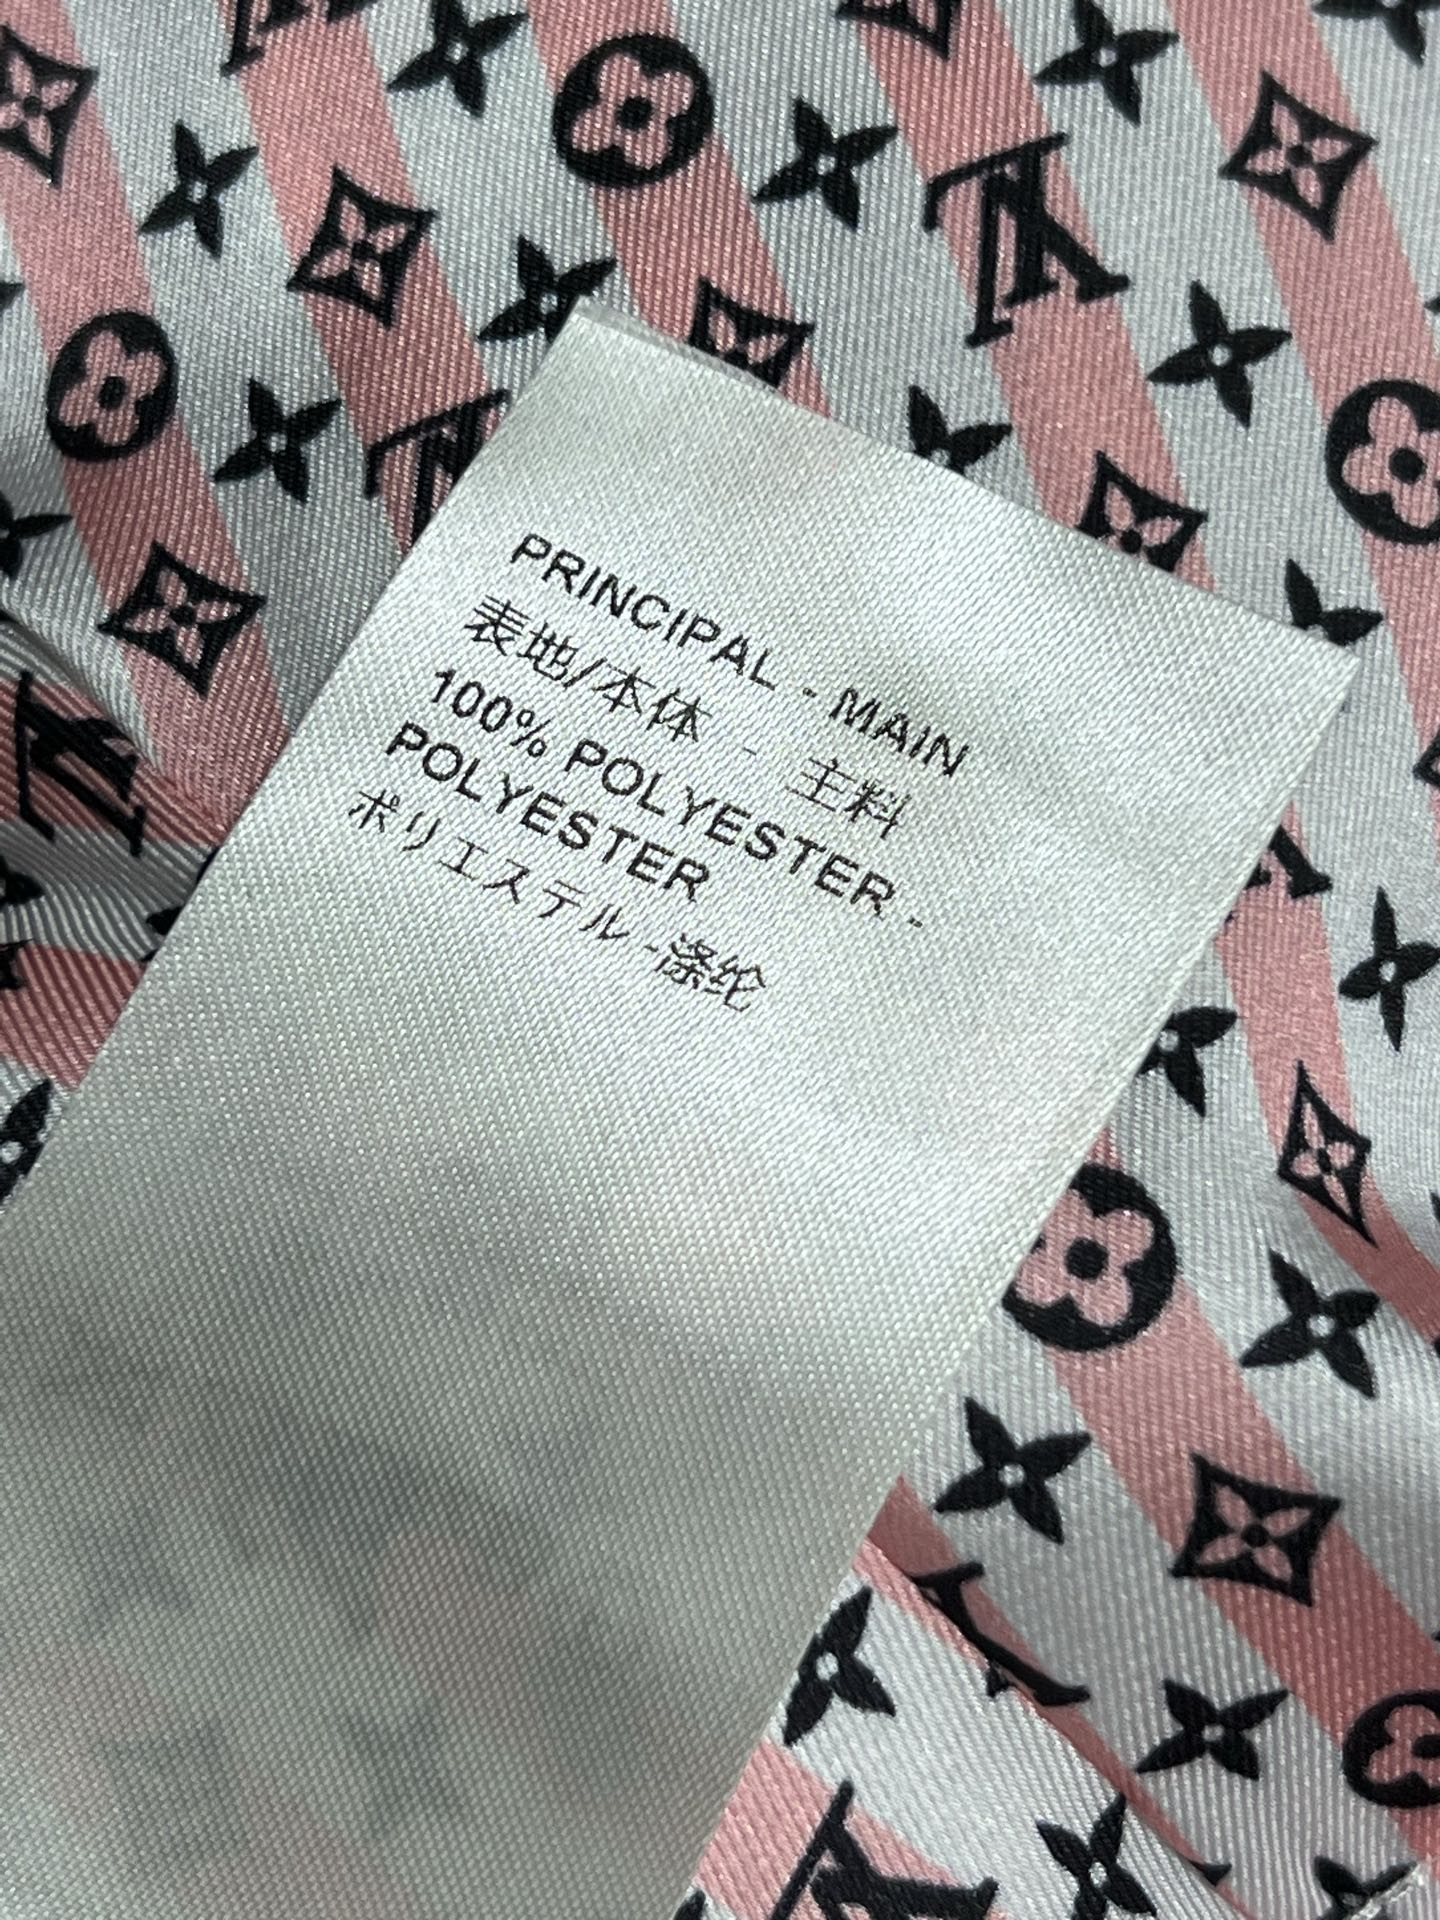 PRINCIPAL - MAIN
表地/本体 - 主料
100% POLYESTER -
POLYESTER
ポリエステル-涤纶